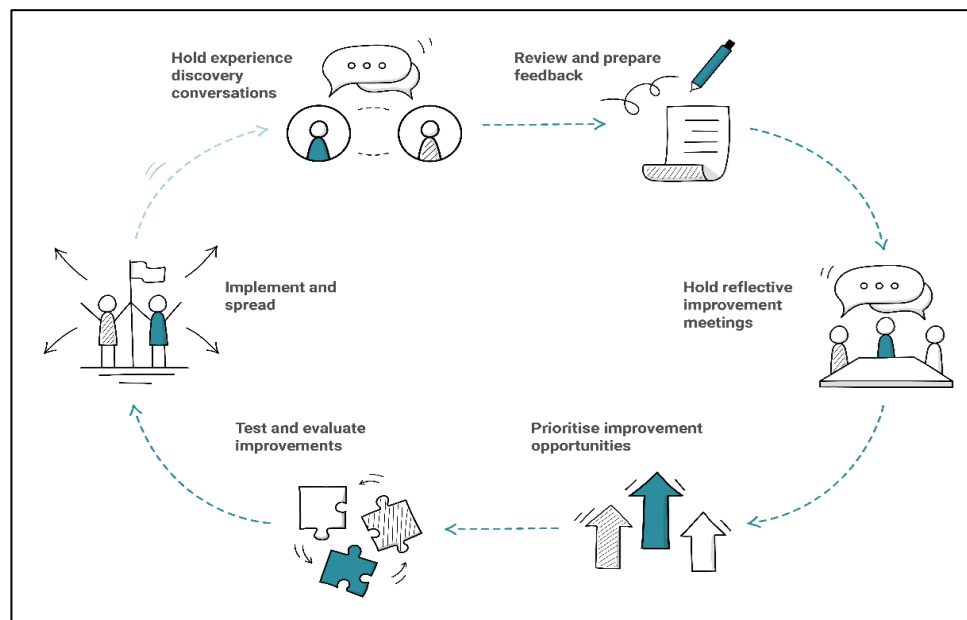 Hold experience
discovery
conversations
Review and prepare
feedback
Hold reflective
improvement
meetings
Prioritise improvement
opportunities
Test and evaluate
improvements
Implement and
spread